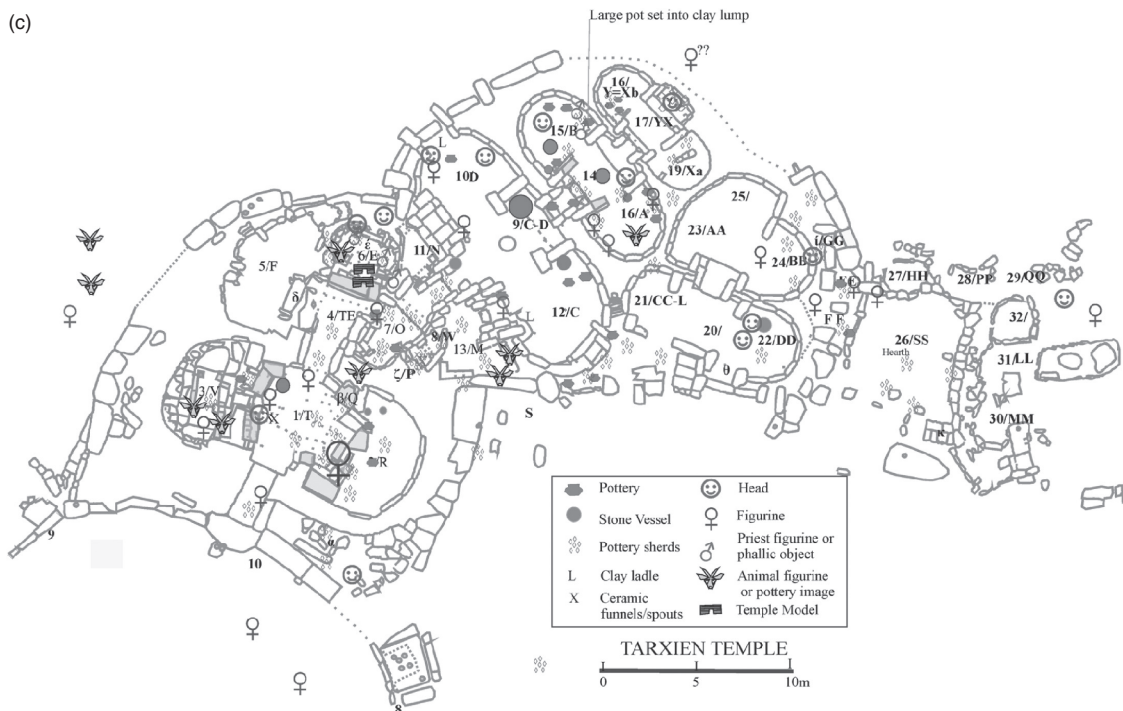 (c)
Large pot set into clay lump
??
16/
Y=Xb
17/YX
15/B
L
10D
14
19/Xa
25/
9/C-D
16/A
23/AA
11/N
ε
6/E
5/F
i/GG
24/BB
27/HH
28/PP
29/QQ
δ
4/TE
21/CC-L
12/C
7/O
8/W
L
20/
F F
32/
13/M
22/DD
26/SS
Hearth
31/LL
ζ/P
θ
3/V
β/Q
S
X
1/T
30/MM
κ
α
9
10
8
Pottery
Head
Stone Vessel
Figurine
Pottery sherds
Priest figurine or
phallic object
L Clay ladle
Animal figurine
or pottery image
X Ceramic
funnels/spouts
Temple Model
TARXIEN TEMPLE
0 5 10m